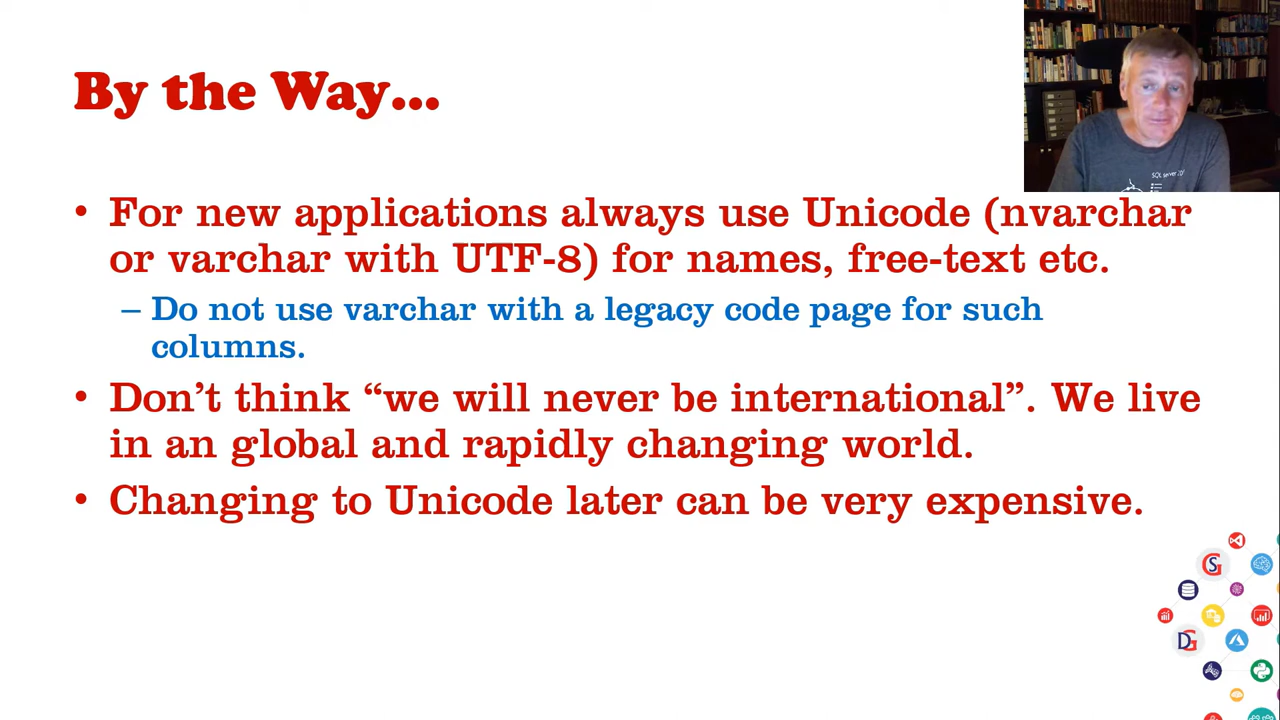 By the Way…
• For new applications always use Unicode (nvarchar
or varchar with UTF-8) for names, free-text etc.
– Do not use varchar with a legacy code page for such
columns.
• Don’t think “we will never be international”. We live
in an global and rapidly changing world.
• Changing to Unicode later can be very expensive.
SQL Server